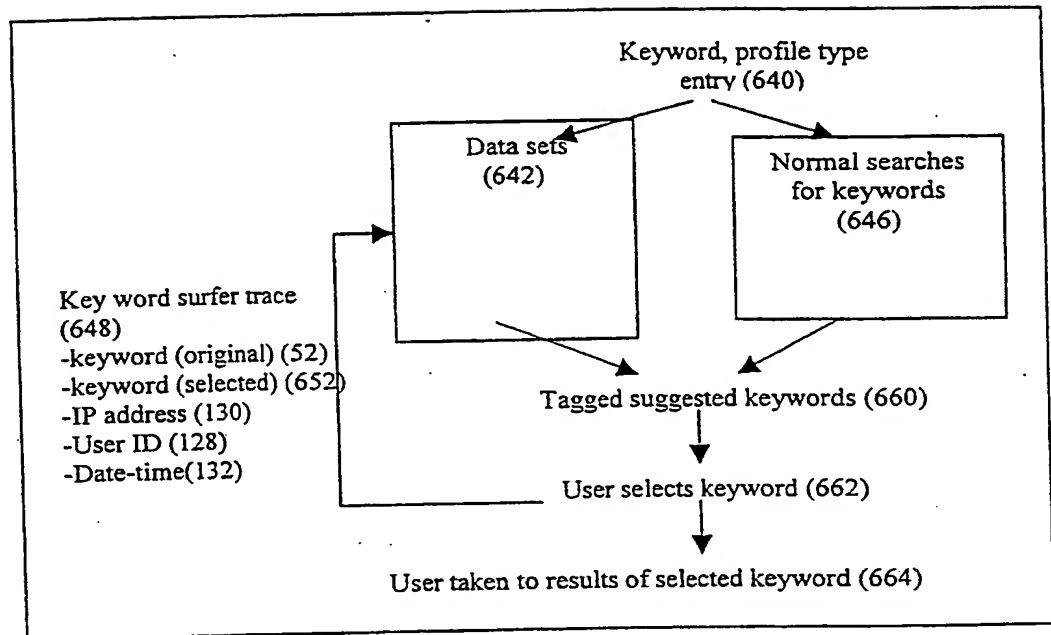 Keyword, profile type
entry (640)
Data sets
(642)
Normal searches
for keywords
(646)
Key word surfer trace
(648)
-keyword (original) (52)
-keyword (selected) (652)
-IP address (130)
-User ID (128)
-Date-time(132)
Tagged suggested keywords (660)
User selects keyword (662)
User taken to results of selected keyword (664)